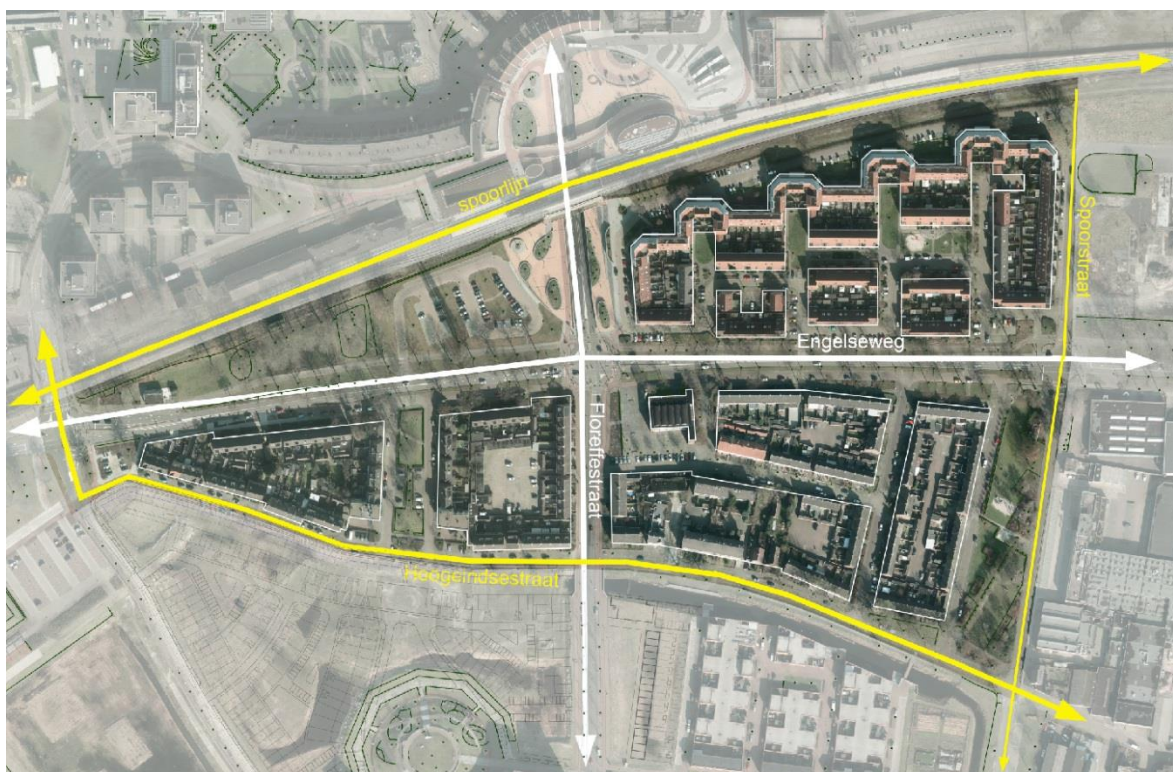 spoorlijn
Spoorstraat
Engelseweg
Floreffestraat
Hoogeindsestraat